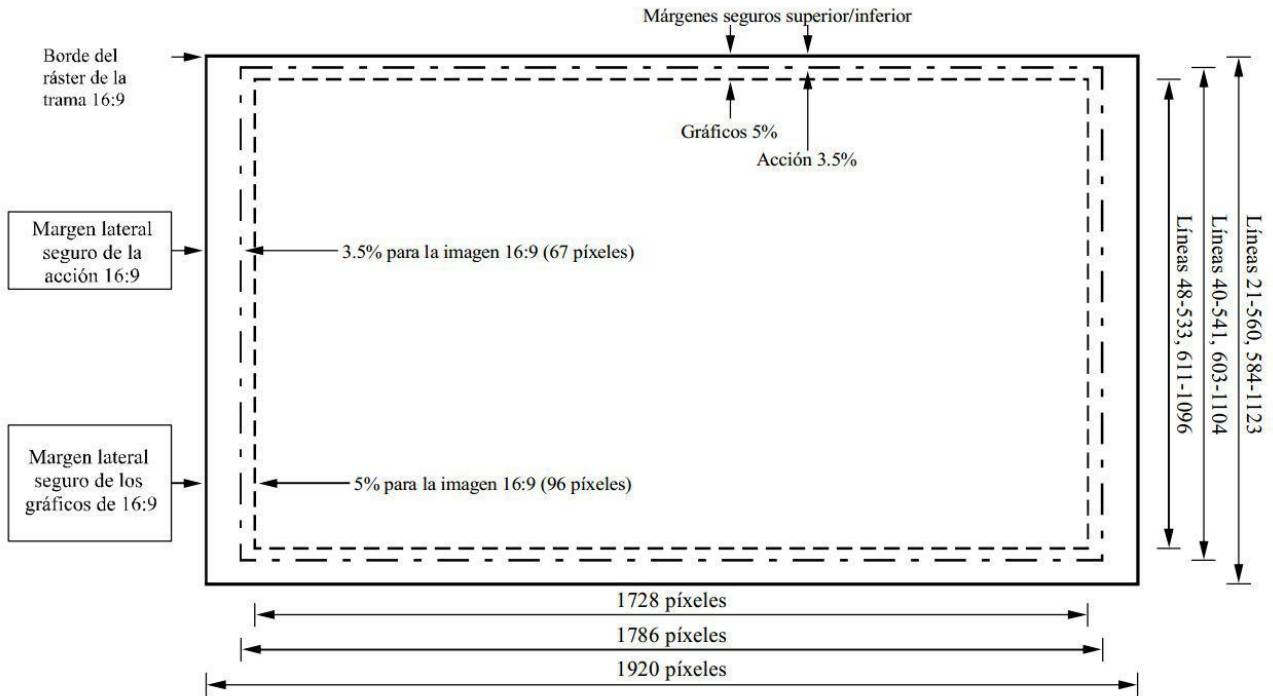 Márgenes seguros superior/inferior
Borde del
ráster de la
trama 16:9
Gráficos 5%
Acción 3.5%
Margen lateral
seguro de la
acción 16:9
3.5% para la imagen 16:9 (67 píxeles)
Margen lateral
seguro de los
gráficos de 16:9
5% para la imagen 16:9 (96 píxeles)
Líneas 48-533, 611-1096
Líneas 40-541, 603-1104
Líneas 21-560, 584-1123
1728 píxeles
1786 píxeles
1920 píxeles